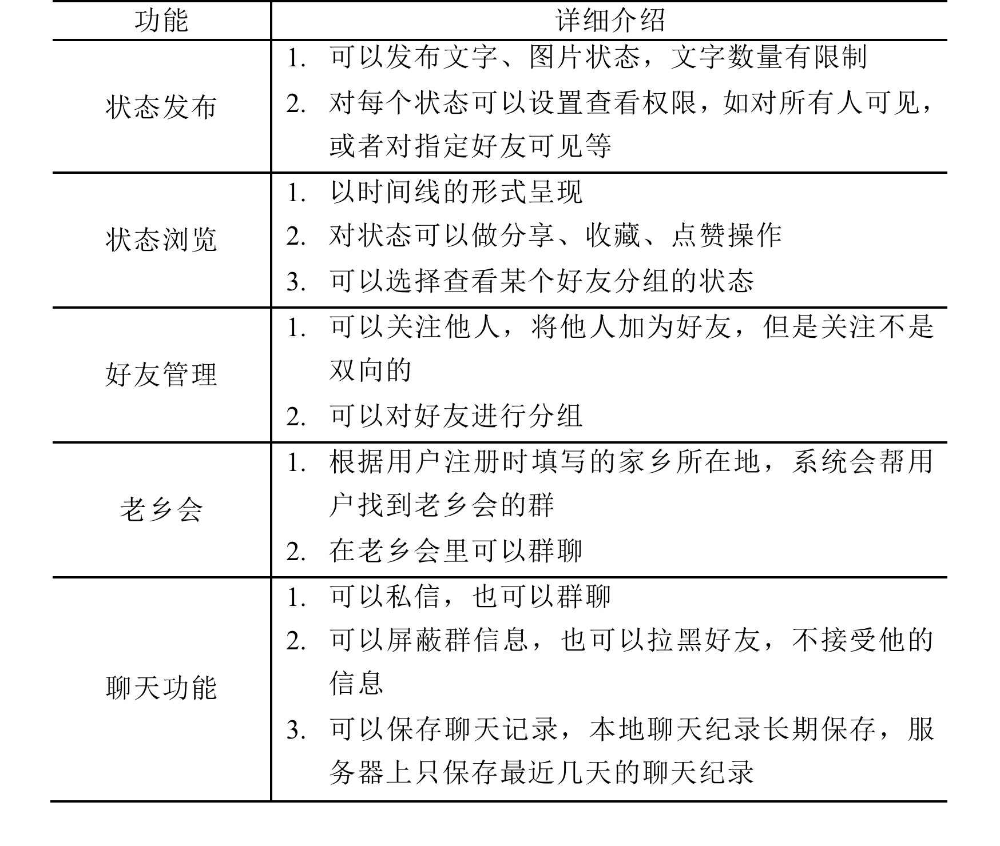 功能 详细介绍
状态发布
1. 可以发布文字、图片状态，文字数量有限制
2. 对每个状态可以设置查看权限，如对所有人可见，
或者对指定好友可见等
状态浏览
1. 以时间线的形式呈现
2. 对状态可以做分享、收藏、点赞操作
3. 可以选择查看某个好友分组的状态
好友管理
1. 可以关注他人，将他人加为好友，但是关注不是
双向的
2. 可以对好友进行分组
老乡会
1. 根据用户注册时填写的家乡所在地，系统会帮用
户找到老乡会的群
2. 在老乡会里可以群聊
聊天功能
1. 可以私信，也可以群聊
2. 可以屏蔽群信息，也可以拉黑好友，不接受他的
信息
3. 可以保存聊天记录，本地聊天纪录长期保存，服
务器上只保存最近几天的聊天纪录